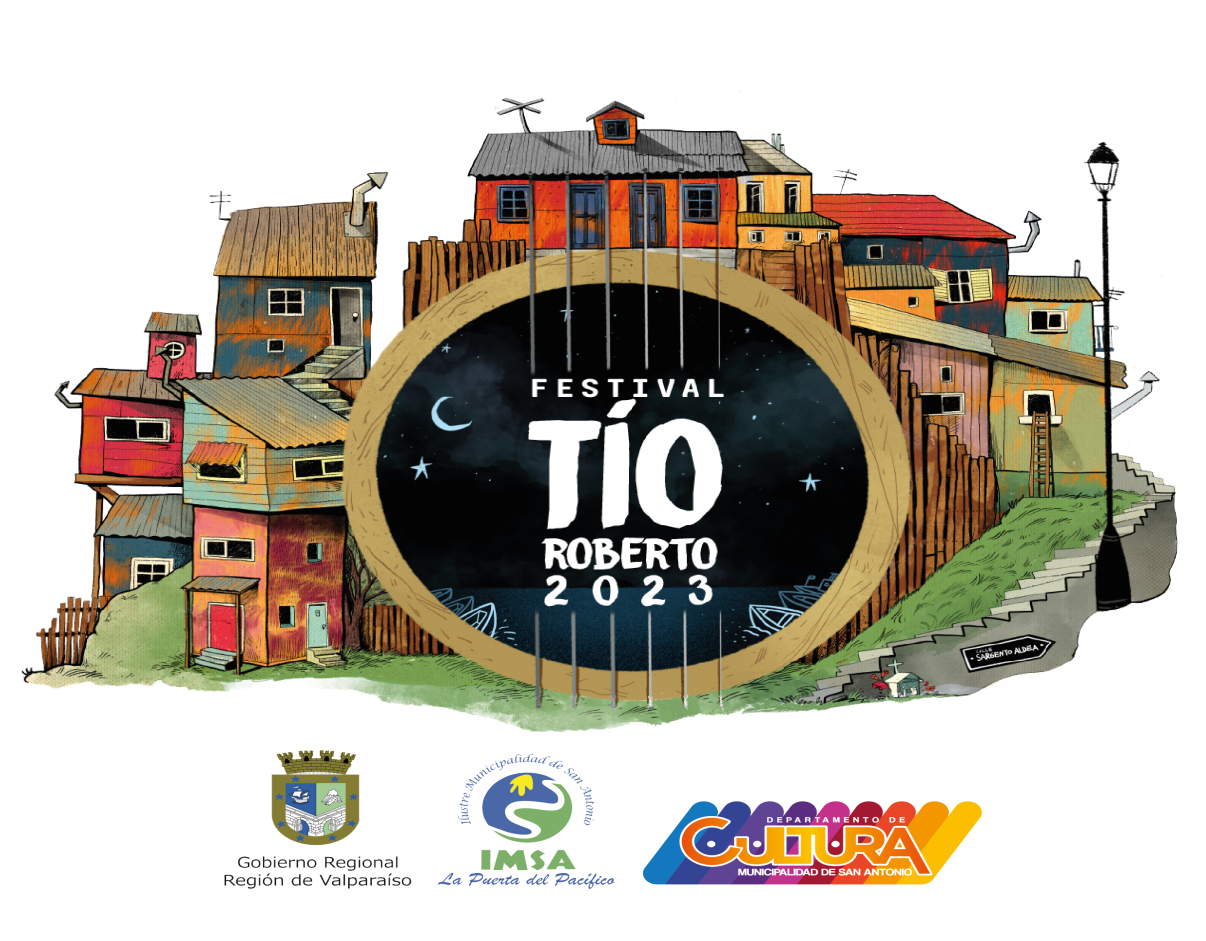 FESTIVAL
TÍO
ROBERTO
2023
CALLE
SARGENTO ALDEA
Gobierno Regional
Región de Valparaíso
Ilustre Municipalidad de San Antonio
IMSA
La Puerta del Pacífico
DEPARTAMENTO DE
CULTURA
MUNICIPALIDAD DE SAN ANTONIO